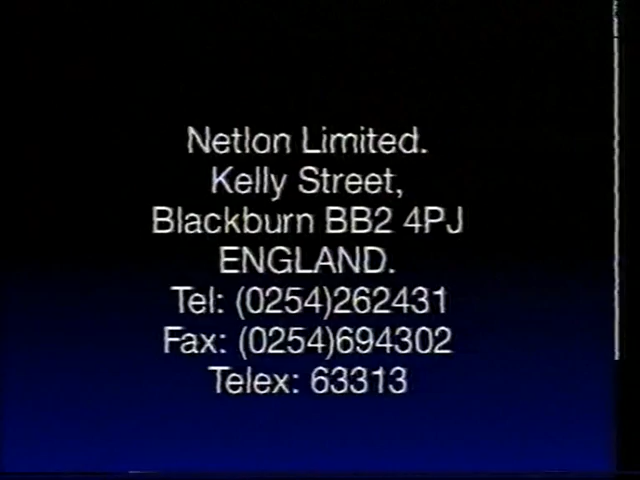 Netlon Limited.
Kelly Street,
Blackburn BB2 4PJ
ENGLAND.
Tel: (0254)262431
Fax: (0254)694302
Telex: 63313